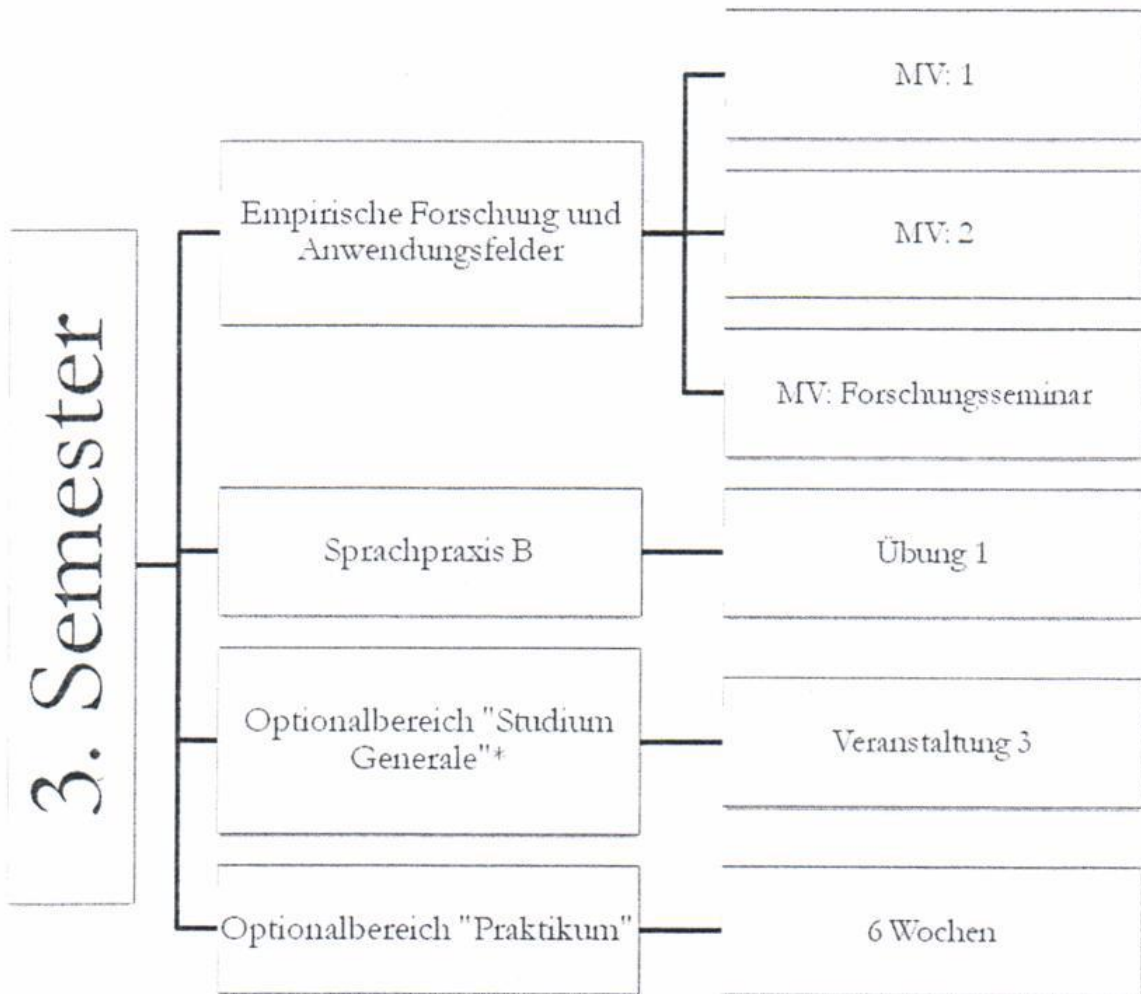 3. Semester
Empirische Forschung und
Anwendungsfelder
MV: 1
MV: 2
MV: Forschungsseminar
Sprachpraxis B
Übung 1
Optionalbereich "Studium
Generale"*
Veranstaltung 3
Optionalbereich "Praktikum"
6 Wochen